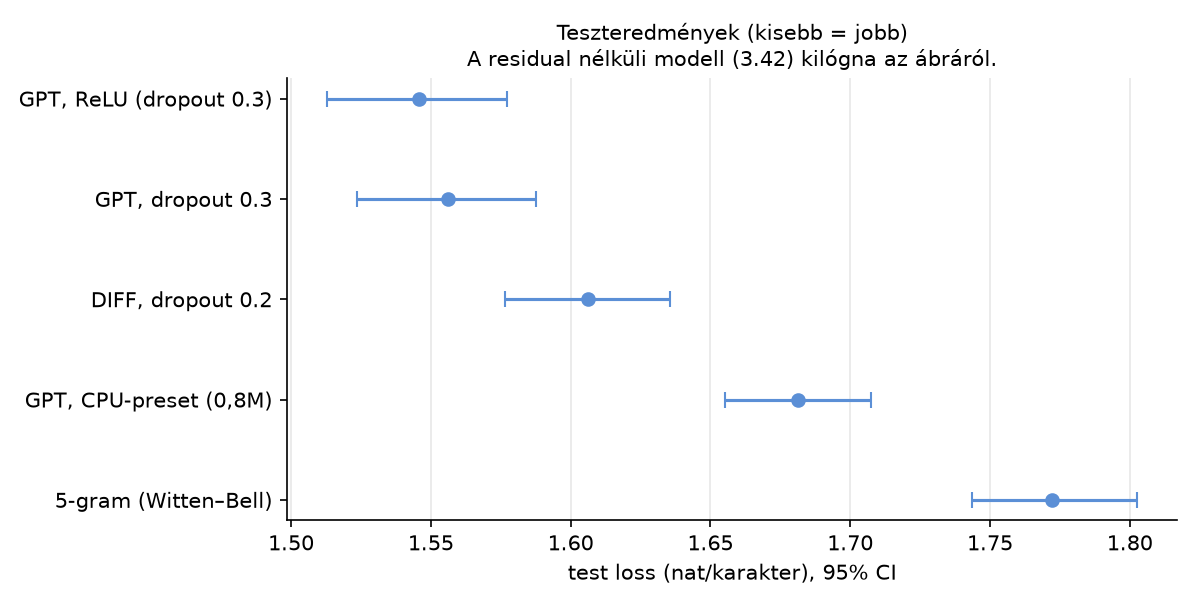 Teszteredmények (kisebb = jobb)
A residual nélküli modell (3.42) kilógna az ábráról.
GPT, ReLU (dropout 0.3)
GPT, dropout 0.3
DIFF, dropout 0.2
GPT, CPU-preset (0,8M)
5-gram (Witten–Bell)
1.50 1.55 1.60 1.65 1.70 1.75 1.80
test loss (nat/karakter), 95% CI